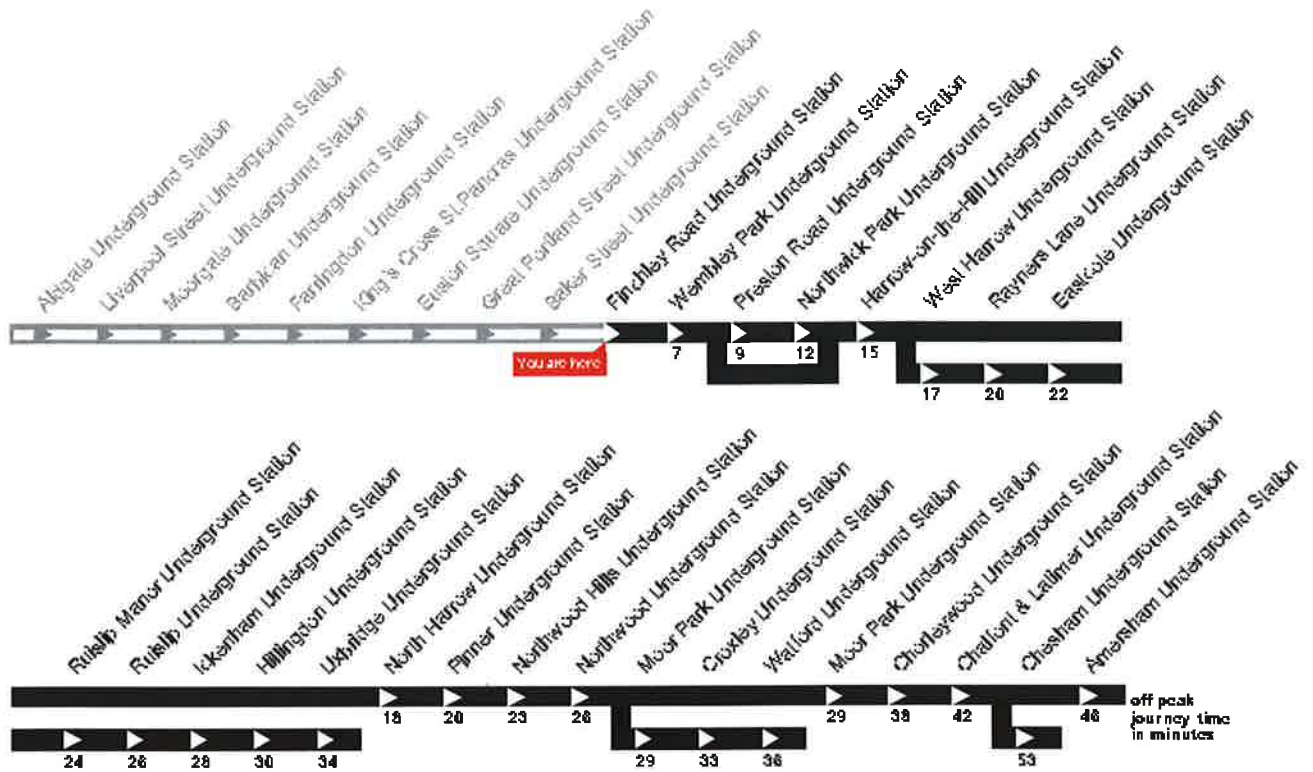 Aldgate Underground Station
Liverpool Street Underground Station
Moorgate Underground Station
Barbican Underground Station
Farringdon Underground Station
King's Cross St.Pancras Underground Station
Euston Square Underground Station
Great Portland Street Underground Station
Baker Street Underground Station
Finchley Road Underground Station
Wembley Park Underground Station
Preston Road Underground Station
Northwick Park Underground Station
Harrow-on-the-Hill Underground Station
West Harrow Underground Station
Rayners Lane Underground Station
Eastcote Underground Station
You are here
7
9
12
15
17
20
22
Ruislip Manor Underground Station
Ruislip Underground Station
Ickenham Underground Station
Hillingdon Underground Station
Uxbridge Underground Station
North Harrow Underground Station
Pinner Underground Station
Northwood Hills Underground Station
Northwood Underground Station
Moor Park Underground Station
Croxley Underground Station
Watford Underground Station
Moor Park Underground Station
Chorleywood Underground Station
Chalfont & Latimer Underground Station
Chesham Underground Station
Amersham Underground Station
18
20
23
26
29
38
42
46
off peak
journey time
in minutes
24
26
28
30
34
29
33
36
53